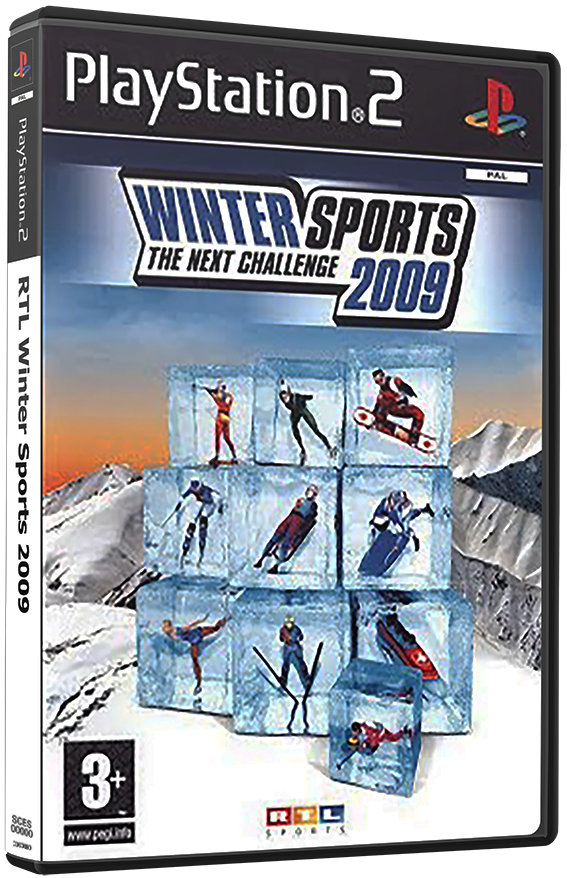 PlayStation®2
PAL
WINTER SPORTS
THE NEXT CHALLENGE
2009
3+
www.pegi.info
RTL
SPORTS
PAL
PlayStation®2
RTL Winter Sports 2009
SCES
00000